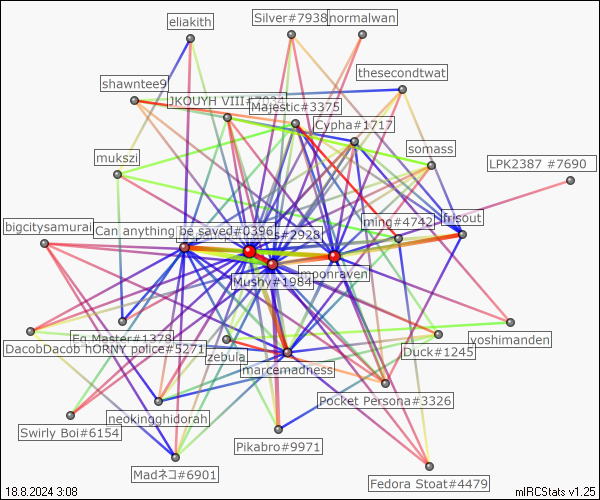 eliakith
Silver#7938
normalwan
thesecondtwat
shawntee9
JKOUYH VIII#7934
Majestic#3375
Cypha#1717
somass
mukszi
LPK2387 #7690
bigcitysamurai
Can anything be saved#0396
s#2928
ming#4742
frisout
moonraven
Mushy#1984
Eg Master#1378
DacobDacob hORNY police#5271
zebula
yoshimanden
Duck#1245
marcemadness
Pocket Persona#3326
neokingghidorah
Swirly Boi#6154
Pikabro#9971
Madネコ#6901
Fedora Stoat#4479
18.8.2024 3:08
mIRCStats v1.25